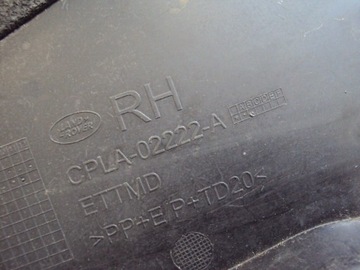 LAND
ROVER
RH
CPLA-02222-A
ETTMD
>PP+E/P+TD20<